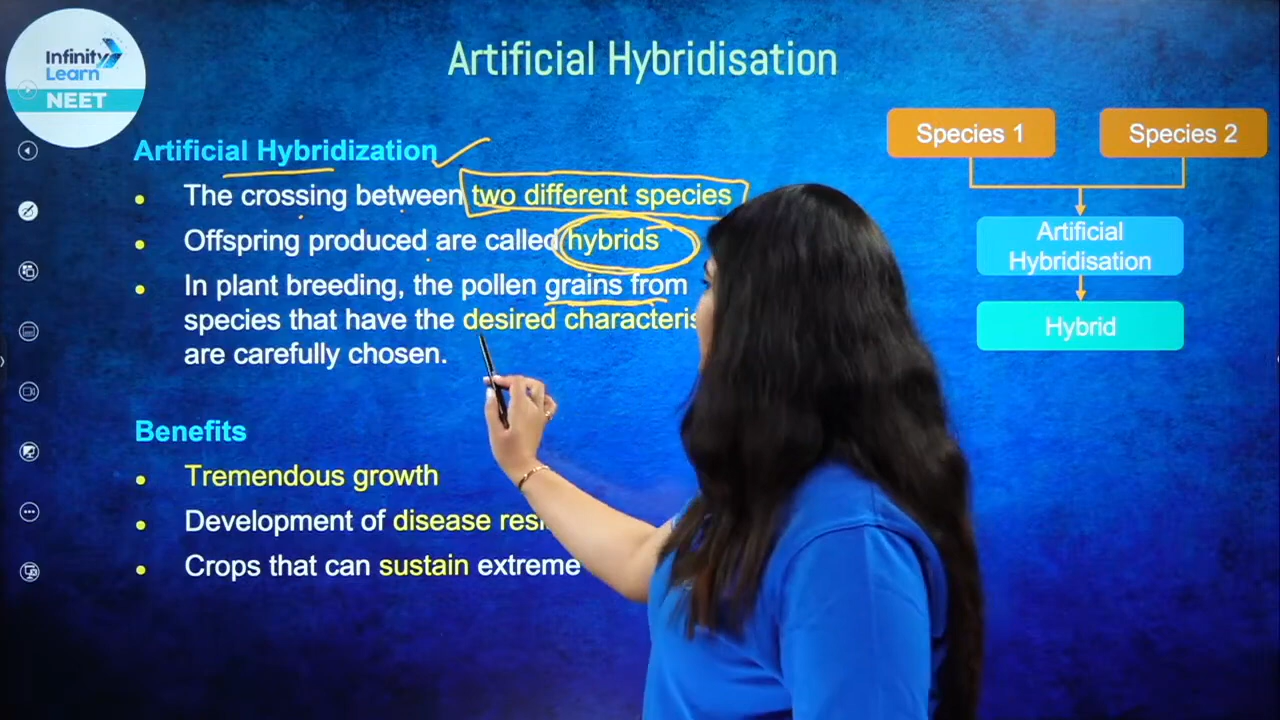 Infinity
Learn
NEET
Artificial Hybridisation
Artificial Hybridization
The crossing between two different species
Offspring produced are called hybrids
In plant breeding, the pollen grains from
species that have the desired
are carefully chosen.
Benefits
Tremendous growth
Development of disease
Crops that can sustain extreme
Species 1
Species 2
Artificial
Hybridisation
Hybrid